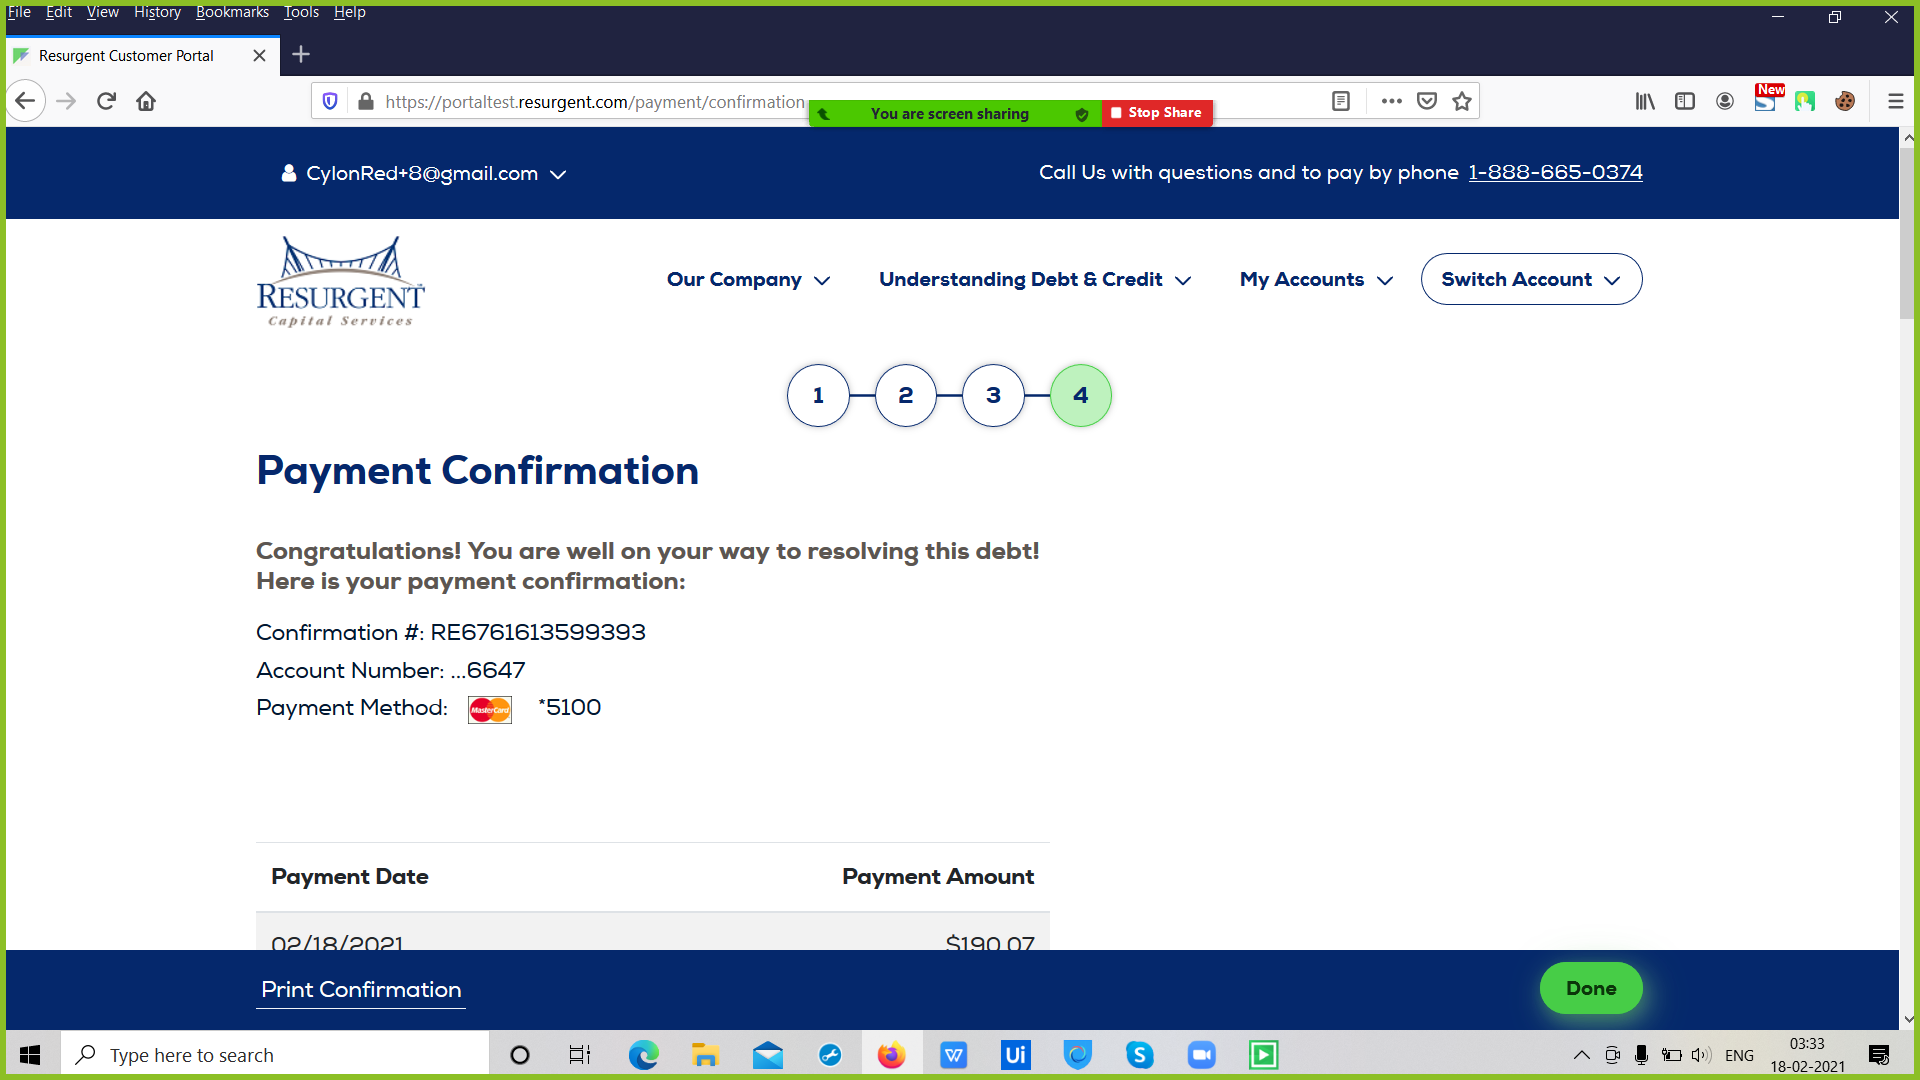 File Edit View History Bookmarks Tools Help
Resurgent Customer Portal
https://portaltest.resurgent.com/payment/confirmation
You are screen sharing
Stop Share
New
CylonRed+8@gmail.com
Call Us with questions and to pay by phone 1-888-665-0374
RESURGENT
Capital Services
Our Company
Understanding Debt & Credit
My Accounts
Switch Account
1 2 3 4
Payment Confirmation
Congratulations! You are well on your way to resolving this debt!
Here is your payment confirmation:
Confirmation #: RE6761613599393
Account Number: ...6647
Payment Method: MasterCard *5100
Payment Date Payment Amount
02/18/2021 $190.07
Print Confirmation
Done
Type here to search
W
Ui
S
ENG
03:33
18-02-2021